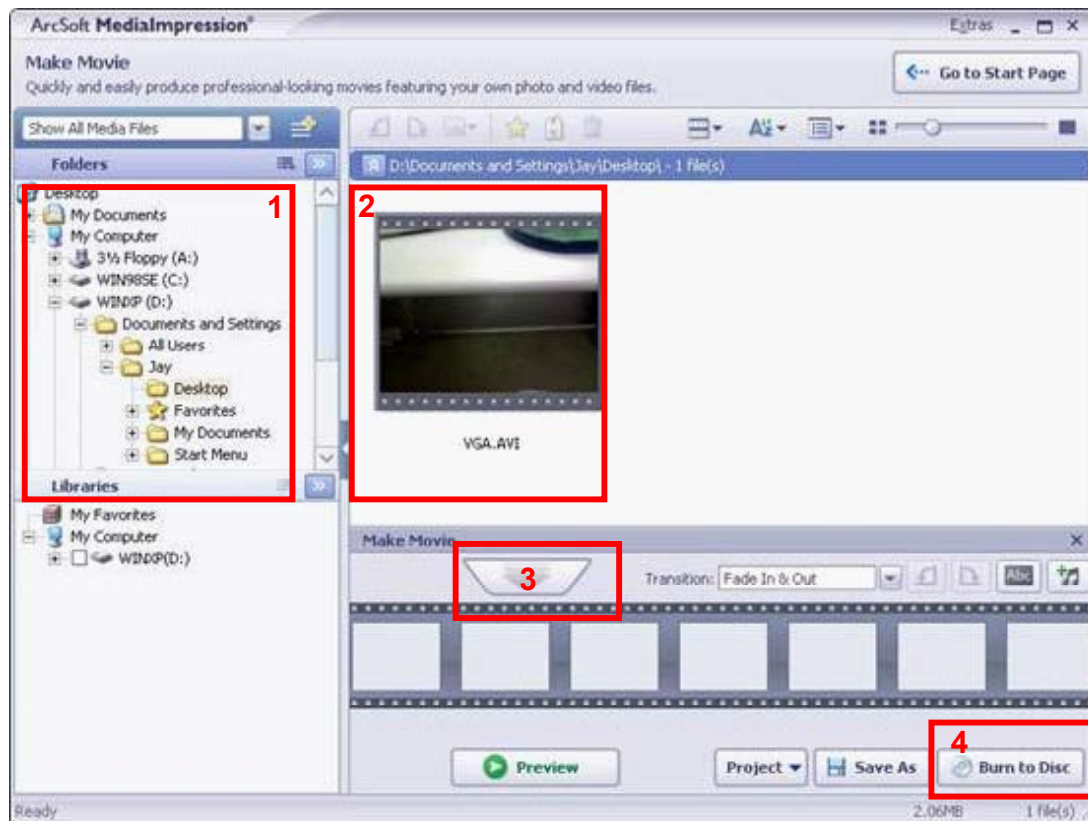 ArcSoft MediaImpression®
Extras
Make Movie
Quickly and easily produce professional-looking movies featuring your own photo and video files.
Go to Start Page
Show All Media Files
Folders
D:\Documents and Settings\Jay\Desktop\ - 1 file(s)
Desktop
1
2
My Documents
My Computer
3½ Floppy (A:)
WIN98SE (C:)
WINXP (D:)
Documents and Settings
All Users
Jay
Desktop
Favorites
My Documents
Start Menu
VGA.AVI
Libraries
My Favorites
My Computer
WINXP(D:)
Make Movie
3
Transition: Fade In & Out
Abc
4
Preview
Project
Save As
Burn to Disc
Ready
2.06MB
1 file(s)